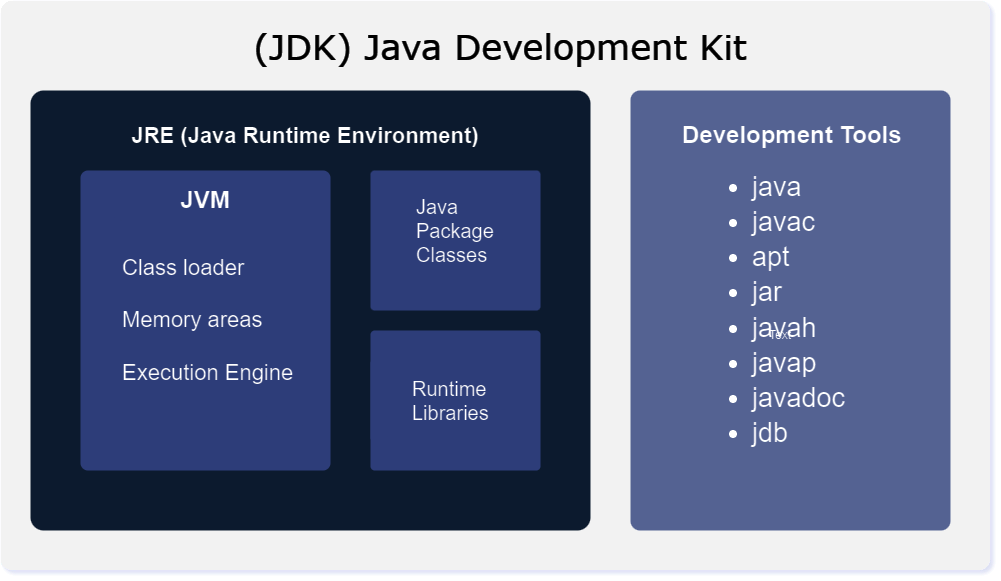 (JDK) Java Development Kit
JRE (Java Runtime Environment)
JVM
Class loader
Memory areas
Execution Engine
Java
Package
Classes
Runtime
Libraries
Development Tools
• java
• javac
• apt
• jar
• javah
Text
• javap
• javadoc
• jdb